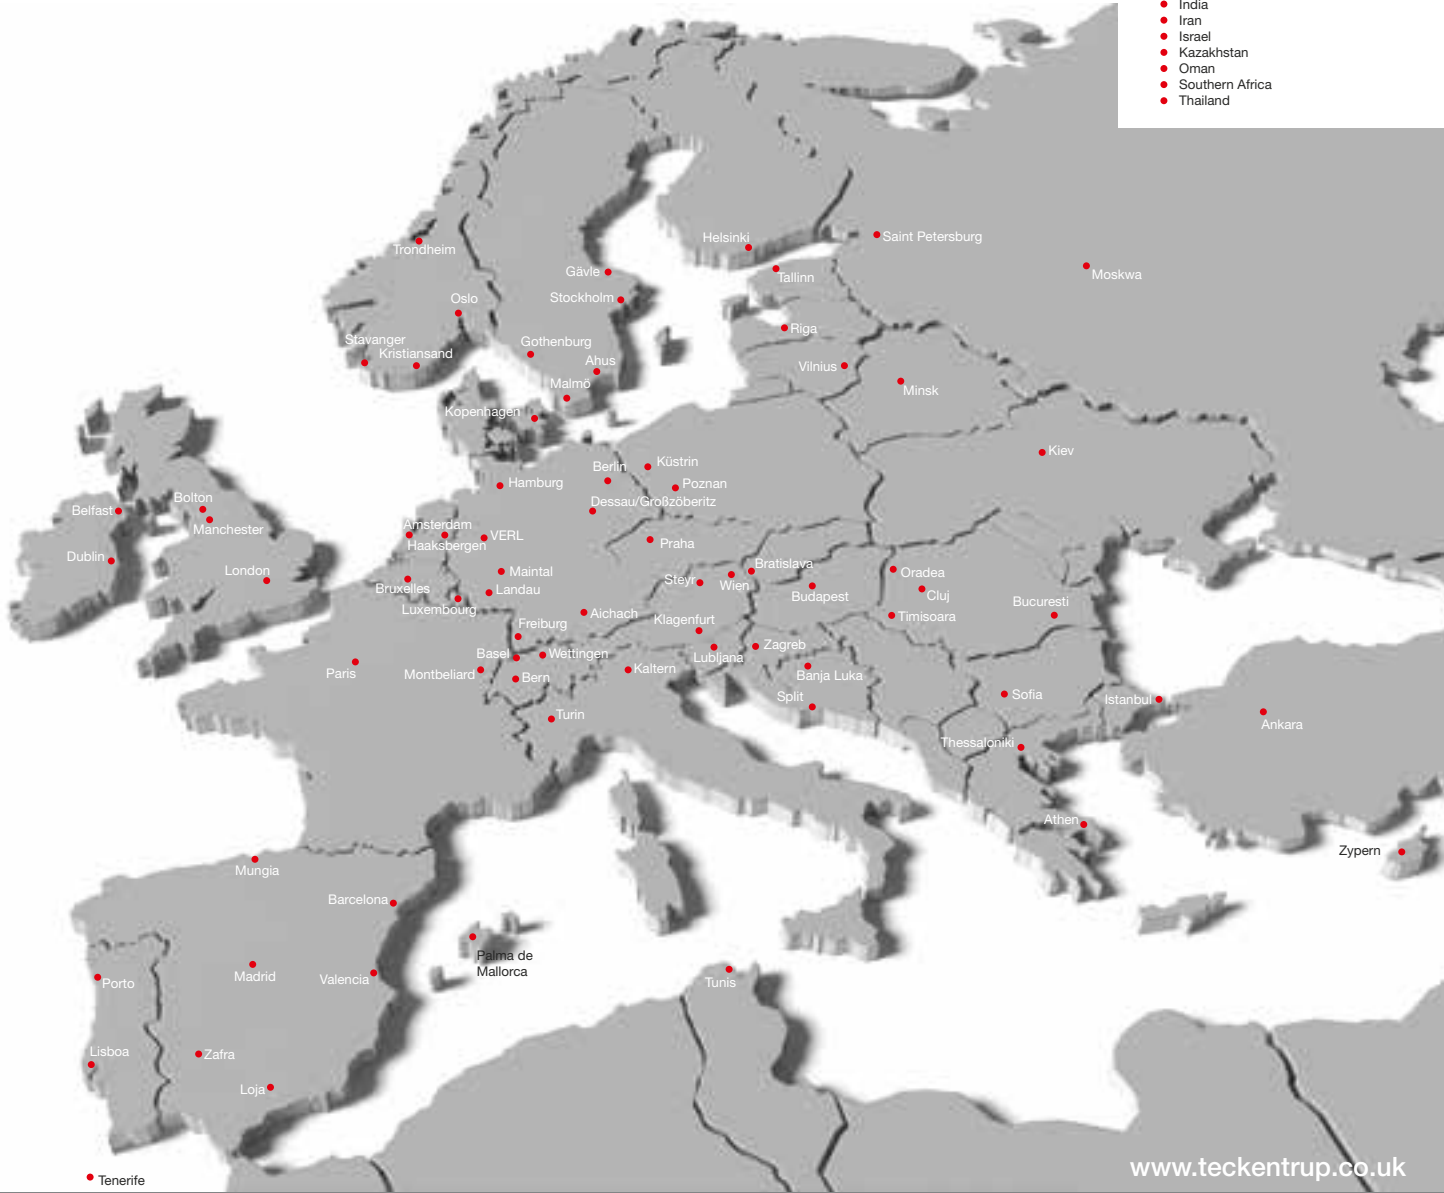 India
Iran
Israel
Kazakhstan
Oman
Southern Africa
Thailand
Saint Petersburg
Helsinki
Trondheim
Moskwa
Gävle
Tallinn
Stockholm
Oslo
Riga
Stavanger
Gothenburg
Kristiansand
Ahus
Vilnius
Malmö
Minsk
Kopenhagen
Kiev
Küstrin
Berlin
Hamburg
Poznan
Bolton
Dessau/Großzöberitz
Belfast
Manchester
Amsterdam
VERL
Haaksbergen
Praha
Dublin
Bratislava
London
Maintal
Oradea
Steyr
Wien
Bruxelles
Landau
Budapest
Cluj
Luxembourg
Bucuresti
Aichach
Timisoara
Klagenfurt
Freiburg
Zagreb
Basel
Wettingen
Lubljana
Kaltern
Paris
Montbeliard
Bern
Banja Luka
Sofia
Split
Istanbul
Turin
Ankara
Thessaloniki
Athen
Zypern
Mungia
Barcelona
Palma de
Mallorca
Madrid
Valencia
Porto
Tunis
Lisboa
Zafra
Loja
www.teckentrup.co.uk
Tenerife